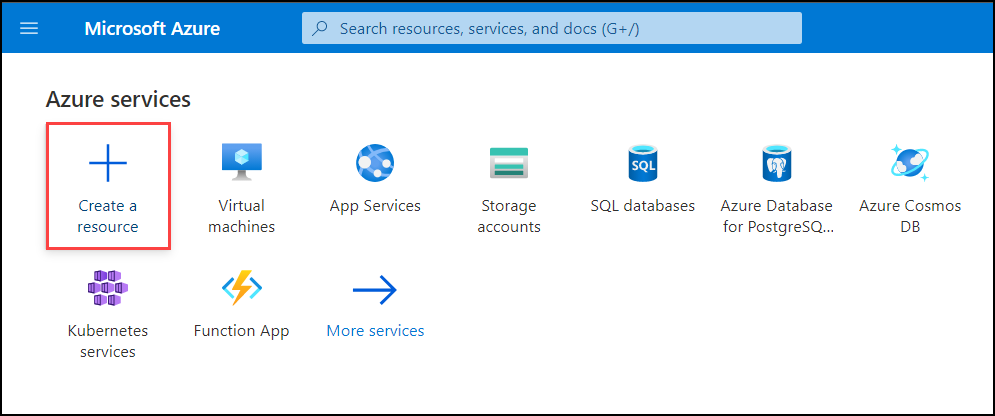 Microsoft Azure
Search resources, services, and docs (G+/)
Azure services
Create a
resource
Virtual
machines
App Services
Storage
accounts
SQL
SQL databases
Azure Database
for PostgreSQ...
Azure Cosmos
DB
Kubernetes
services
Function App
More services